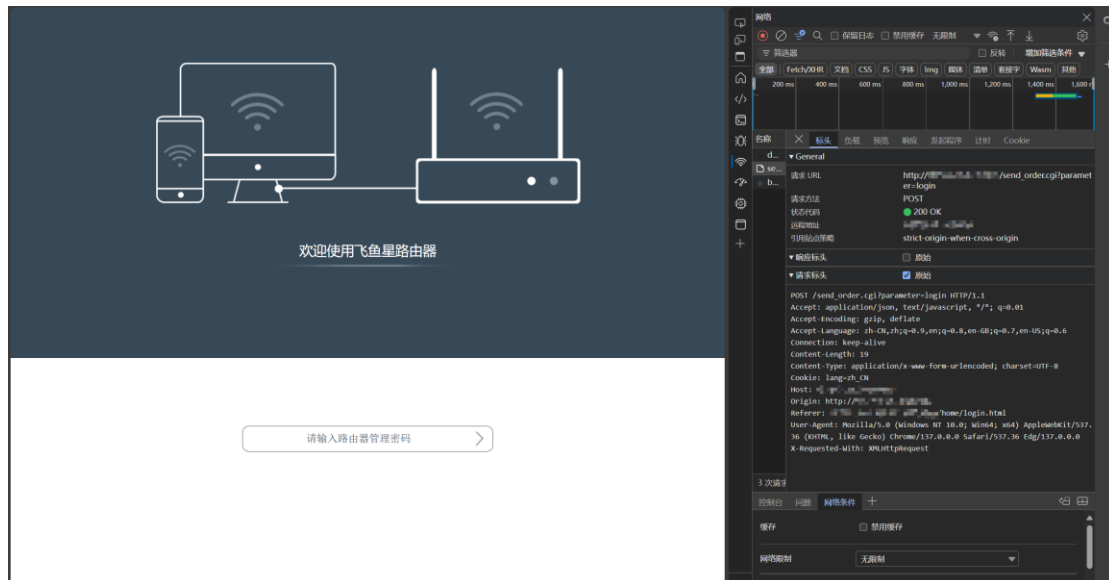 欢迎使用飞鱼星路由器
请输入路由器管理密码
网络
保留日志 禁用缓存 无限制
筛选器 反转 增加筛选条件
全部 Fetch/XHR 文档 CSS JS 字体 Img 媒体 清单 套接字 Wasm 其他
200 ms 400 ms 600 ms 800 ms 1,000 ms 1,200 ms 1,400 ms 1,600 r
名称 标头 负载 预览 响应 发起程序 计时 Cookie
d...
se...
b...
General
请求 URL http:// /send_order.cgi?paramet
er=login
请求方法 POST
状态代码 200 OK
远程地址
引用站点策略 strict-origin-when-cross-origin
响应标头 原始
请求标头 原始
POST /send_order.cgi?parameter=login HTTP/1.1
Accept: application/json, text/javascript, */*; q=0.01
Accept-Encoding: gzip, deflate
Accept-Language: zh-CN,zh;q=0.9,en;q=0.8,en-GB;q=0.7,en-US;q=0.6
Connection: keep-alive
Content-Length: 19
Content-Type: application/x-www-form-urlencoded; charset=UTF-8
Cookie: lang=zh_CN
Host:
Origin: http://
Referer: /home/login.html
User-Agent: Mozilla/5.0 (Windows NT 10.0; Win64; x64) AppleWebKit/537.
36 (KHTML, like Gecko) Chrome/137.0.0.0 Safari/537.36 Edg/137.0.0.0
X-Requested-With: XMLHttpRequest
3 次请求
控制台 问题 网络条件
缓存 禁用缓存
网络限制 无限制